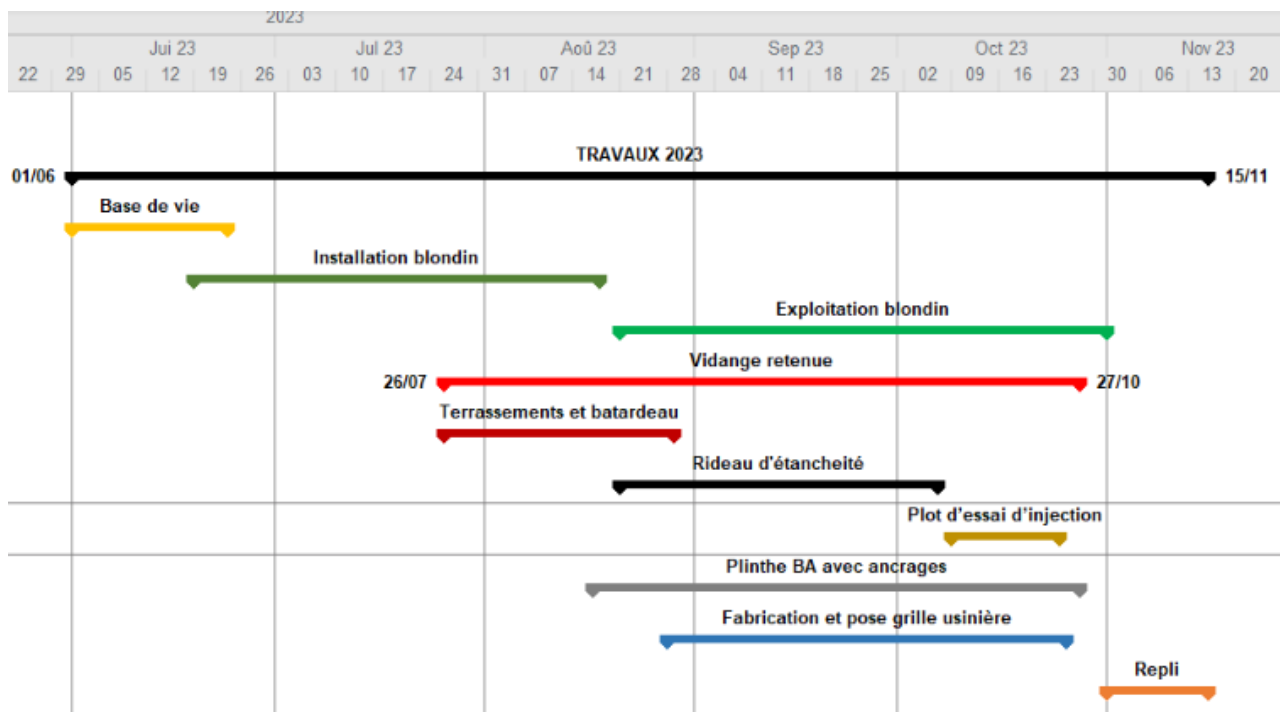 2023
Jui 23 Jul 23 Aoû 23 Sep 23 Oct 23 Nov 23
22 29 05 12 19 26 03 10 17 24 31 07 14 21 28 04 11 18 25 02 09 16 23 30 06 13 20
TRAVAUX 2023
01/06 15/11
Base de vie
Installation blondin
Exploitation blondin
Vidange retenue
26/07 27/10
Terrassements et batardeau
Rideau d'étancheité
Plot d’essai d’injection
Plinthe BA avec ancrages
Fabrication et pose grille usinière
Repli